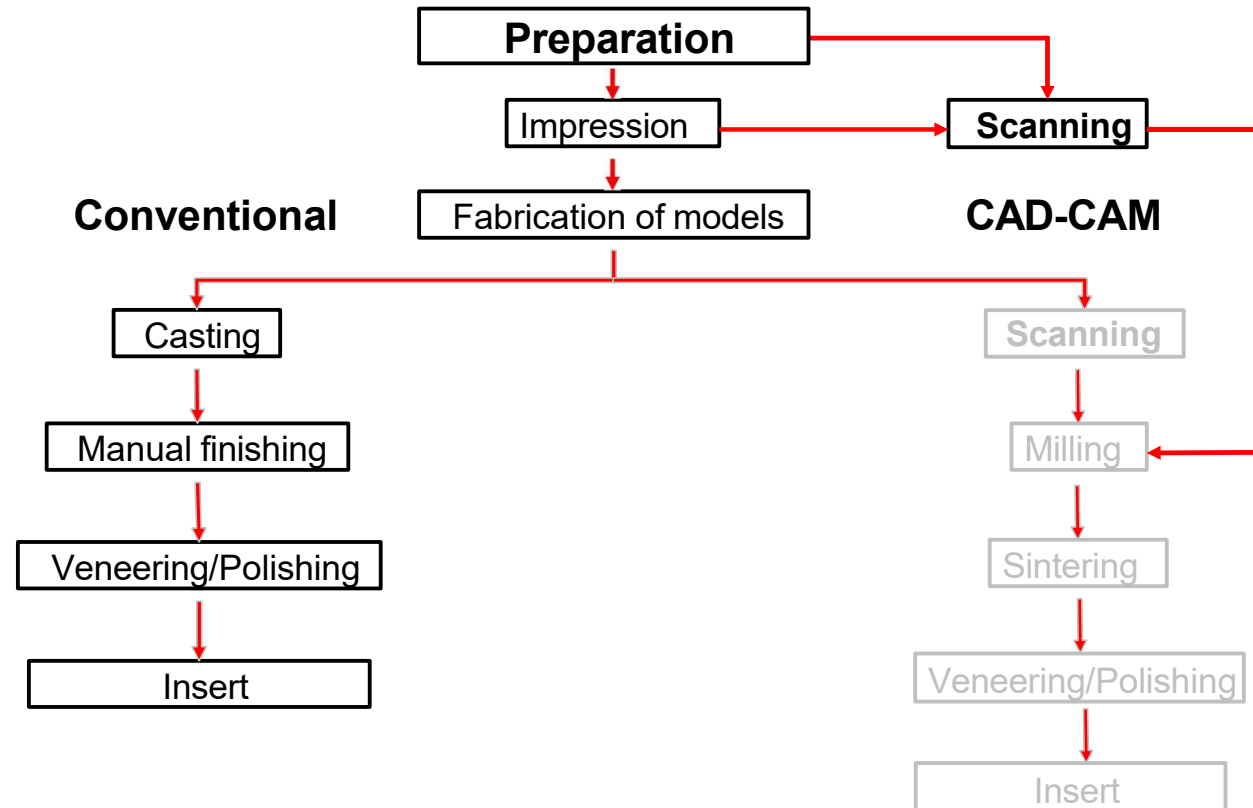 Preparation
Impression
Scanning
Conventional
Fabrication of models
CAD-CAM
Casting
Scanning
Manual finishing
Milling
Veneering/Polishing
Sintering
Insert
Veneering/Polishing
Insert